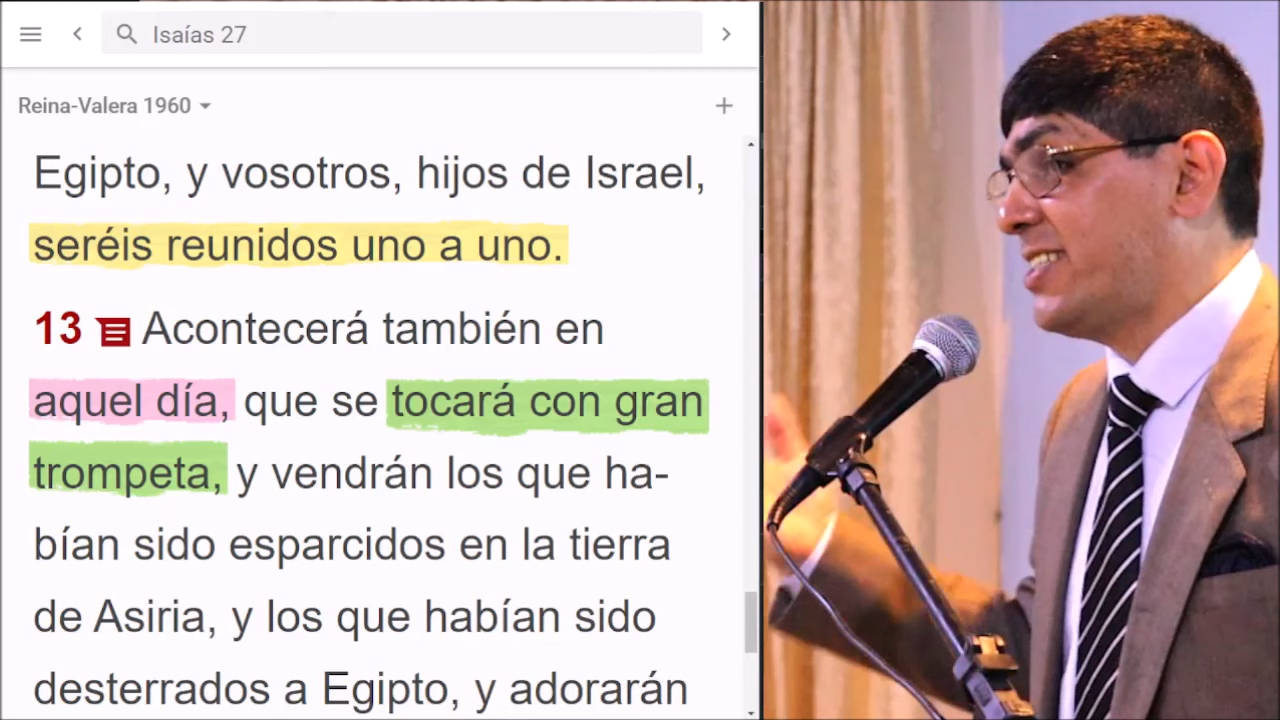 Isaías 27
Reina-Valera 1960
Egipto, y vosotros, hijos de Israel,
seréis reunidos uno a uno.
13 Acontecerá también en
aquel día, que se tocará con gran
trompeta, y vendrán los que ha-
bían sido esparcidos en la tierra
de Asiria, y los que habían sido
desterrados a Egipto, y adorarán